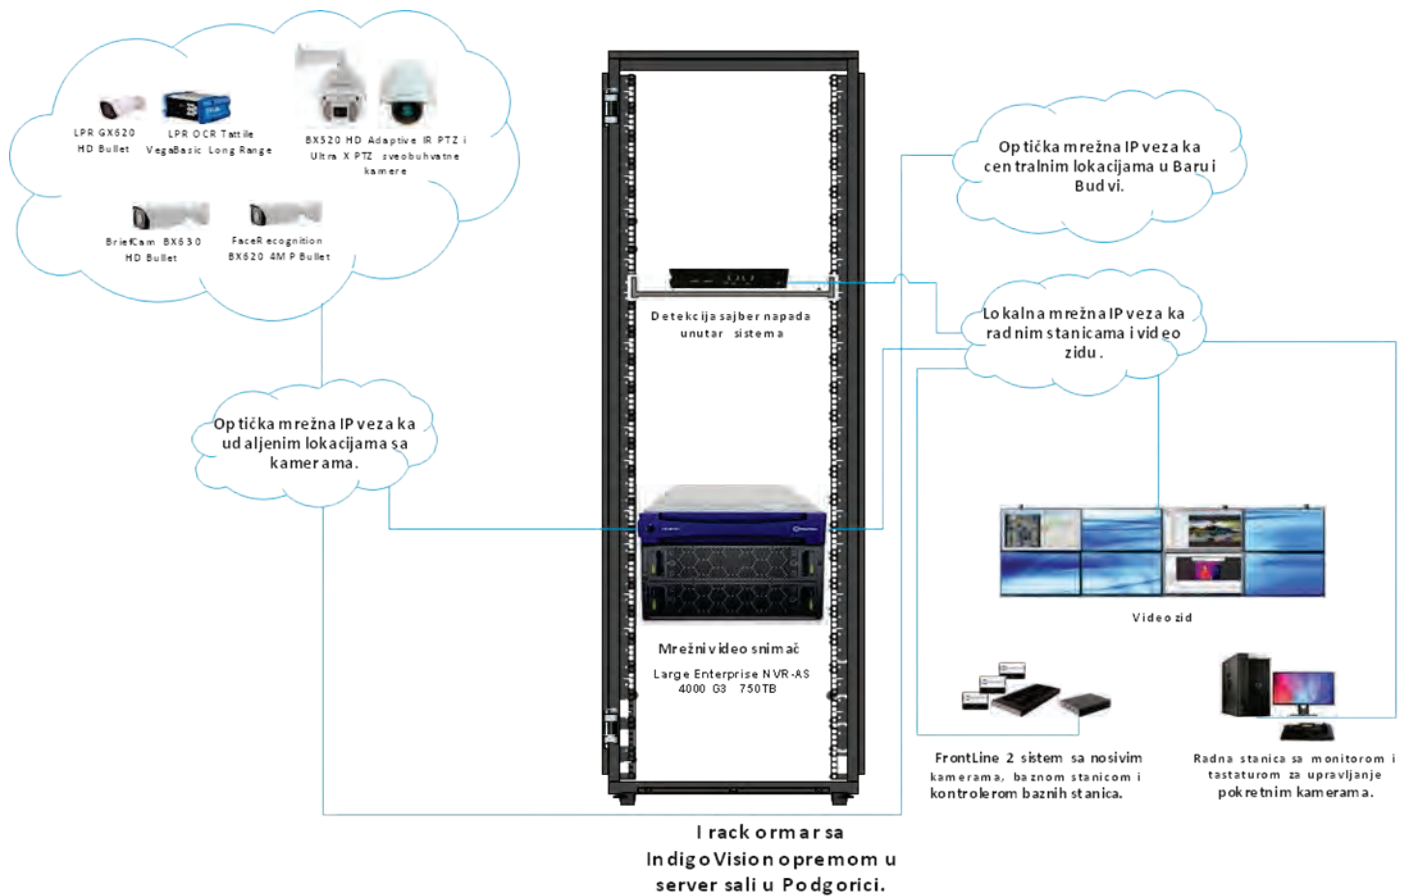 LPR GX620
HD Bullet
LPR OCR Tattile
VegaBasic Long Range
BX520 HD Adaptive IR PTZ i
Ultra X PTZ sveobuhvatne
kamere
BriefCam BX630
HD Bullet
FaceRecognition
BX620 4MP Bullet
Optička mrežna IP veza ka
udaljenim lokacijama sa
kamerama.
Detekcija sajber napada
unutar sistema
Mrežni video snimač
Large Enterprise NVR-AS
4000 G3 750TB
Optička mrežna IP veza ka
centralnim lokacijama u Baru i
Budvi.
Lokalna mrežna IP veza ka
radnim stanicama i video
zidu.
Video zid
FrontLine 2 sistem sa nosivim
kamerama, baznom stanicom i
kontrolerom baznih stanica.
Radna stanica sa monitorom i
tastaturom za upravljanje
pokretnim kamerama.
I rack ormar sa
IndigoVision opremom u
server sali u Podgorici.